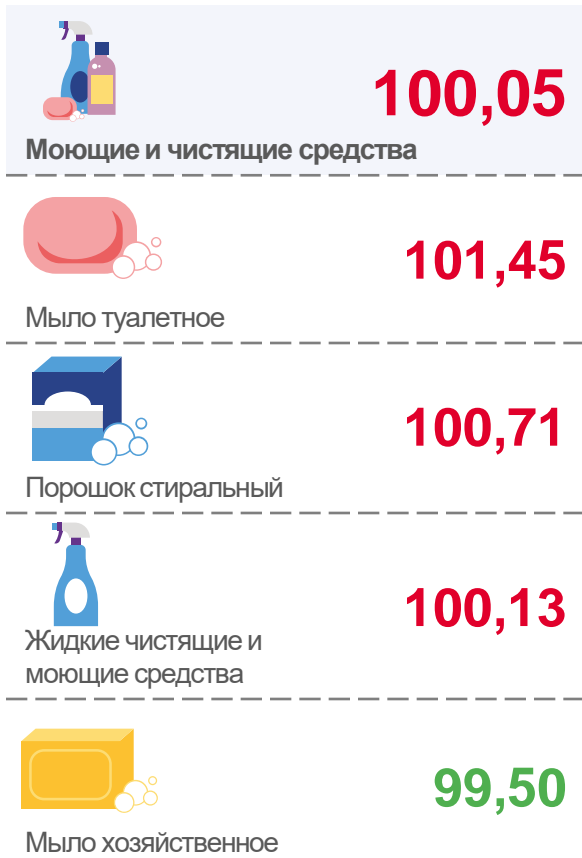 100,05
Моющие и чистящие средства
101,45
Мыло туалетное
100,71
Порошок стиральный
100,13
Жидкие чистящие и
моющие средства
99,50
Мыло хозяйственное